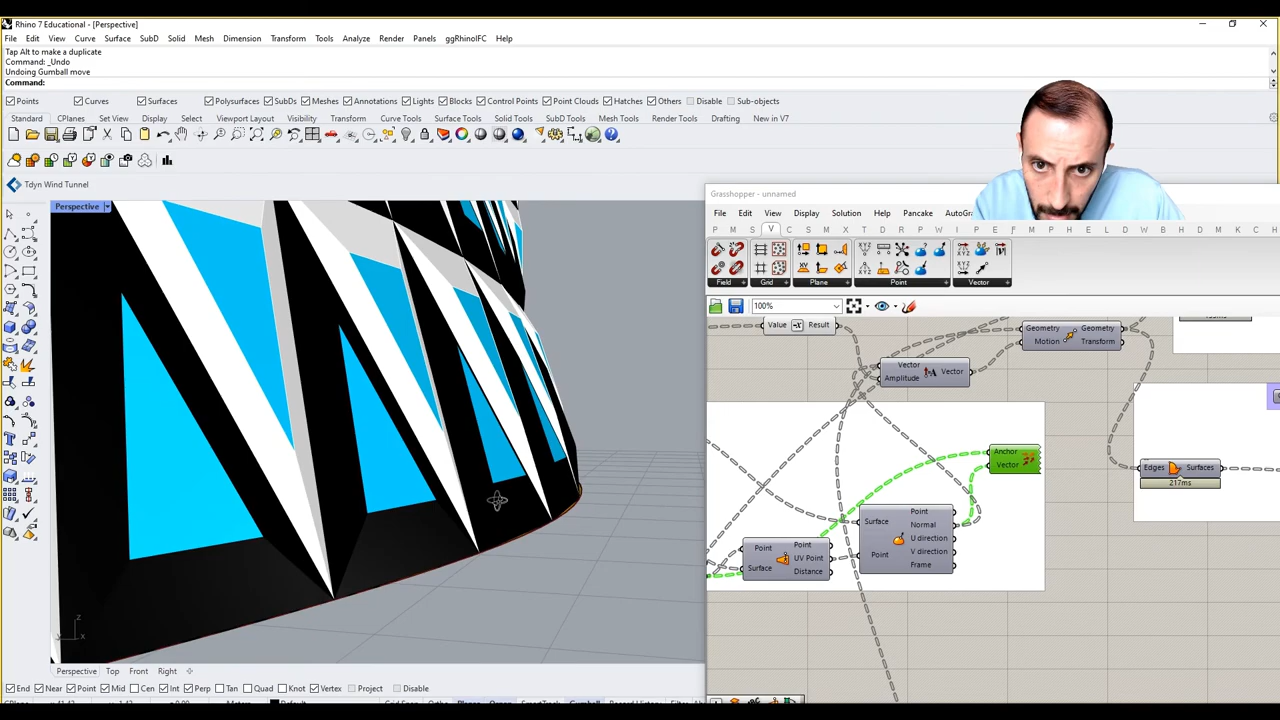 Rhino 7 Educational - [Perspective]
File Edit View Curve Surface SubD Solid Mesh Dimension Transform Tools Analyze Render Panels ggRhinoIFC Help
Tap Alt to make a duplicate
Command: _Undo
Undoing Gumball move
Command:
Points Curves Surfaces Polysurfaces SubDs Meshes Annotations Lights Blocks Control Points Point Clouds Hatches Others Disable Sub-objects
Standard CPlanes Set View Display Select Viewport Layout Visibility Transform Curve Tools Surface Tools Solid Tools SubD Tools Mesh Tools Render Tools Drafting New in V7
Tdyn Wind Tunnel
Perspective
Grasshopper - unnamed
File Edit View Display Solution Help Pancake AutoGra
P M S V C S M I X T D
Field Grid Plane Point Vector
100%
Value Result
Geometry Geometry
Motion Transform
Vector Vector
Amplitude
Anchor
Vector
Edges Surfaces
217ms
Surface Point
Normal
U direction
Point V direction
Frame
Point Point
UV Point
Surface Distance
z
y x
Perspective Top Front Right
End Near Point Mid Cen Int Perp Tan Quad Knot Vertex Project Disable